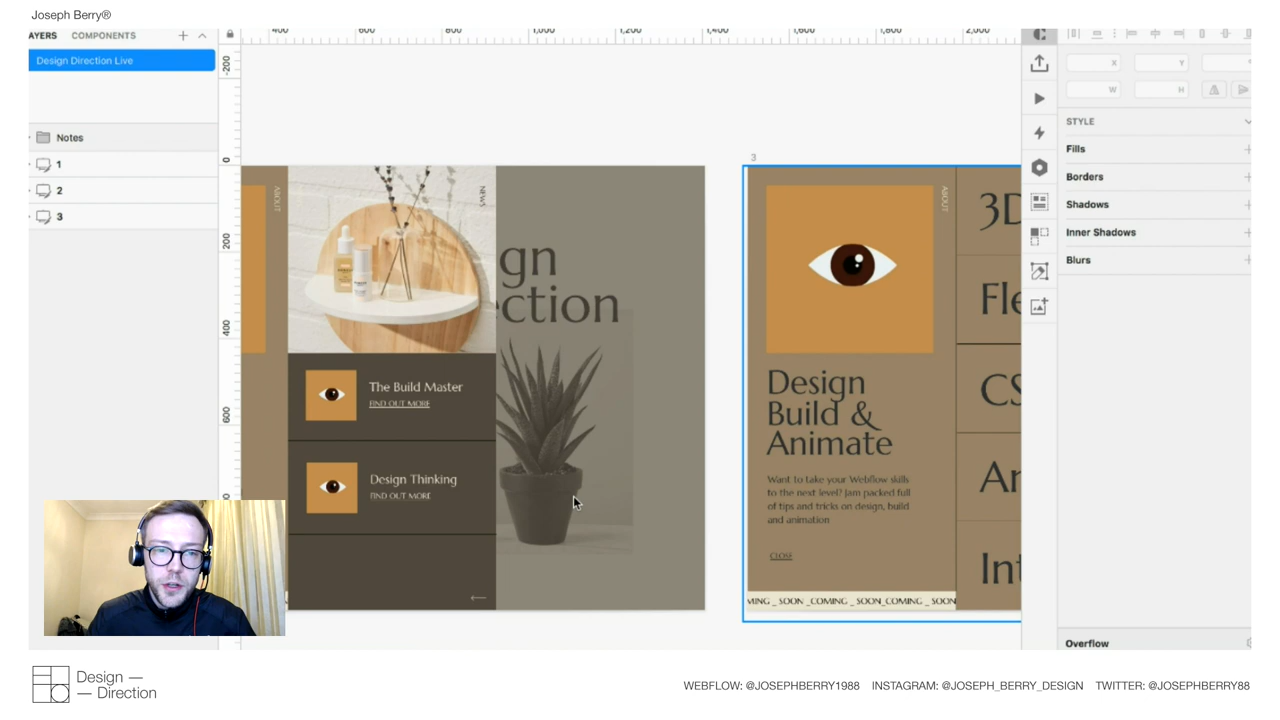 Joseph Berry®
AYERS COMPONENTS
Design Direction Live
Notes
1
2
3
400 600 800 1,000 1,200 1,400 1,600 1,800 2,000
-200
0
200
400
600
ABOUT
NEWS
gn
ction
The Build Master
FIND OUT MORE
Design Thinking
FIND OUT MORE
3
ABOUT
Design
Build &
Animate
Want to take your Webflow skills
to the next level? Jam packed full
of tips and tricks on design, build
and animation
CLOSE
MING _ SOON _COMING _ SOON_COMING _ SOON
3D
Fle
CS
An
Int
X Y
W H
STYLE
Fills
Borders
Shadows
Inner Shadows
Blurs
Overflow
Design —
— Direction
WEBFLOW: @JOSEPHBERRY1988 INSTAGRAM: @JOSEPH_BERRY_DESIGN TWITTER: @JOSEPHBERRY88